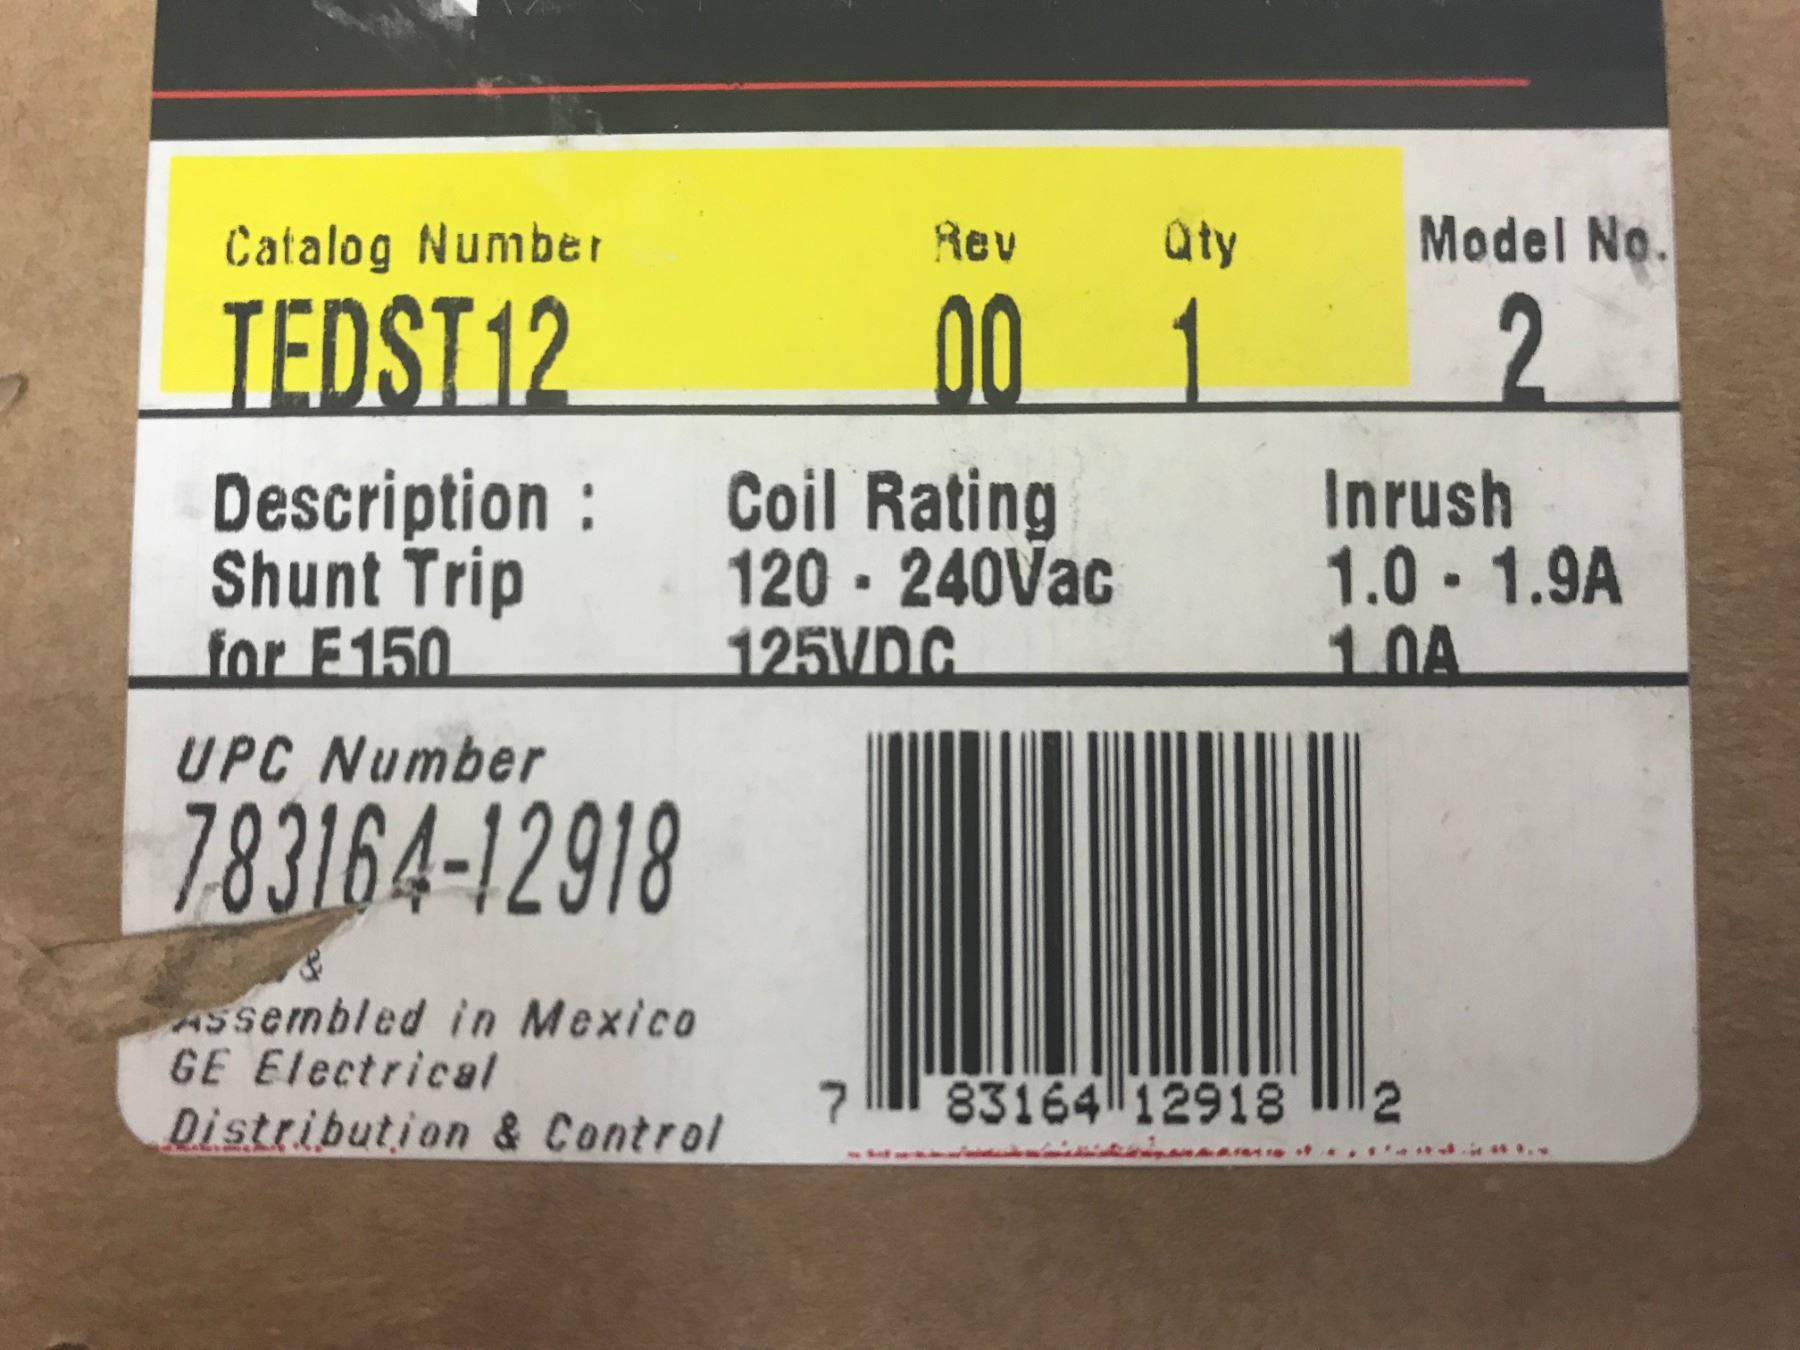 Catalog Number Rev Qty Model No.
TEDST12 00 1 2
Description : Coil Rating Inrush
Shunt Trip 120 - 240Vac 1.0 - 1.9A
for E150 125VDC 1.0A
UPC Number
783164-12918
&
Assembled in Mexico
GE Electrical
Distribution & Control
7 83164 12918 2